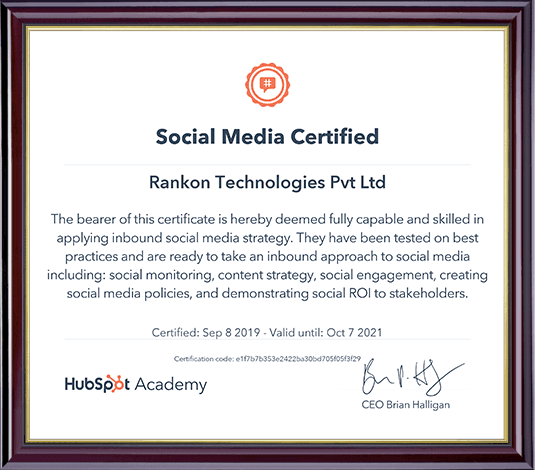 #
Social Media Certified
Rankon Technologies Pvt Ltd
The bearer of this certificate is hereby deemed fully capable and skilled in
applying inbound social media strategy. They have been tested on best
practices and are ready to take an inbound approach to social media
including: social monitoring, content strategy, social engagement, creating
social media policies, and demonstrating social ROI to stakeholders.
Certified: Sep 8 2019 - Valid until: Oct 7 2021
Certification code: e1f7b7b353e2422ba30bd705f05f3f29
HubSpot Academy
CEO Brian Halligan